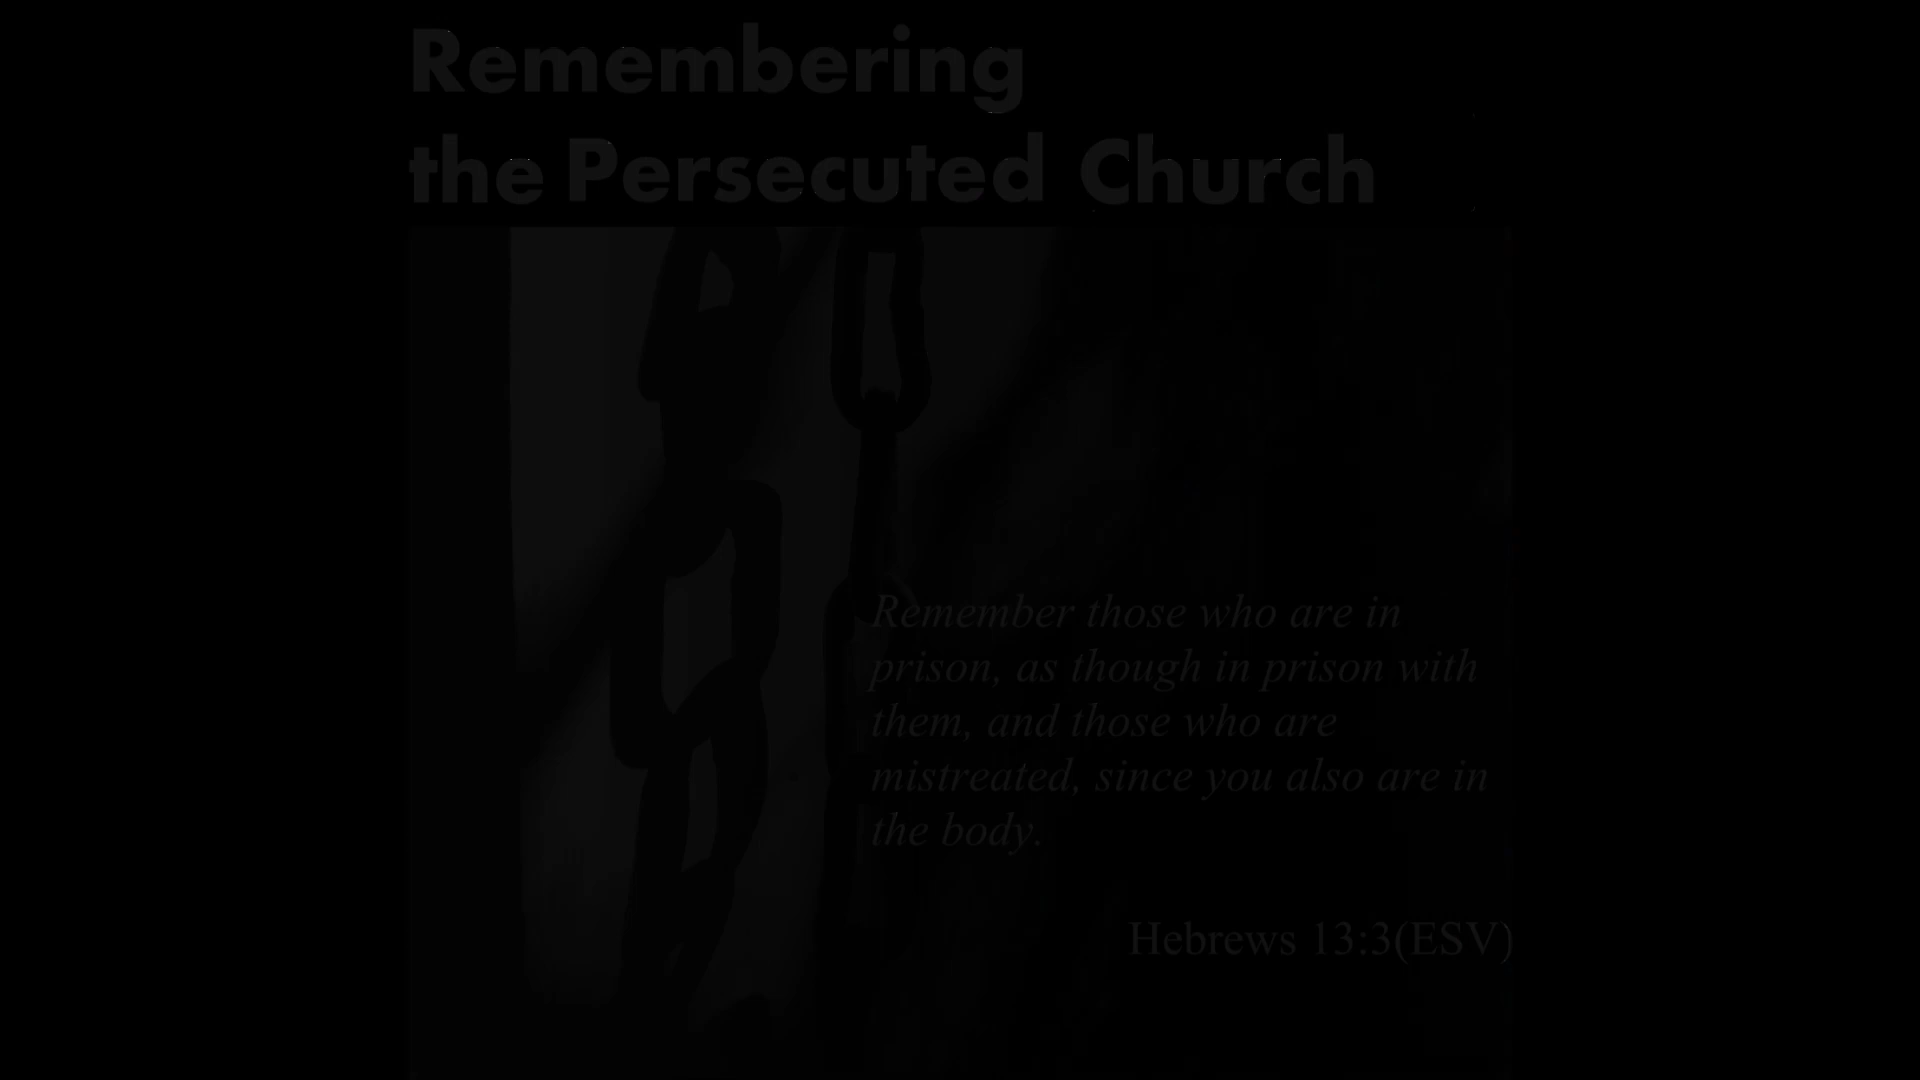 Remembering
the Persecuted Church
Remember those who are in
prison, as though in prison with
them, and those who are
mistreated, since you also are in
the body.
Hebrews 13:3(ESV)